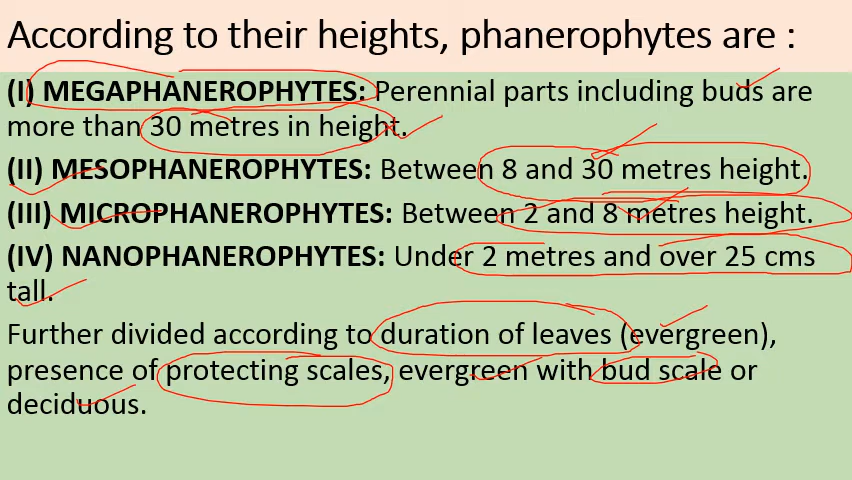 According to their heights, phanerophytes are :
(I) MEGAPHANEROPHYTES: Perennial parts including buds are
more than 30 metres in height.
(II) MESOPHANEROPHYTES: Between 8 and 30 metres height.
(III) MICROPHANEROPHYTES: Between 2 and 8 metres height.
(IV) NANOPHANEROPHYTES: Under 2 metres and over 25 cms
tall.
Further divided according to duration of leaves (evergreen),
presence of protecting scales, evergreen with bud scale or
deciduous.